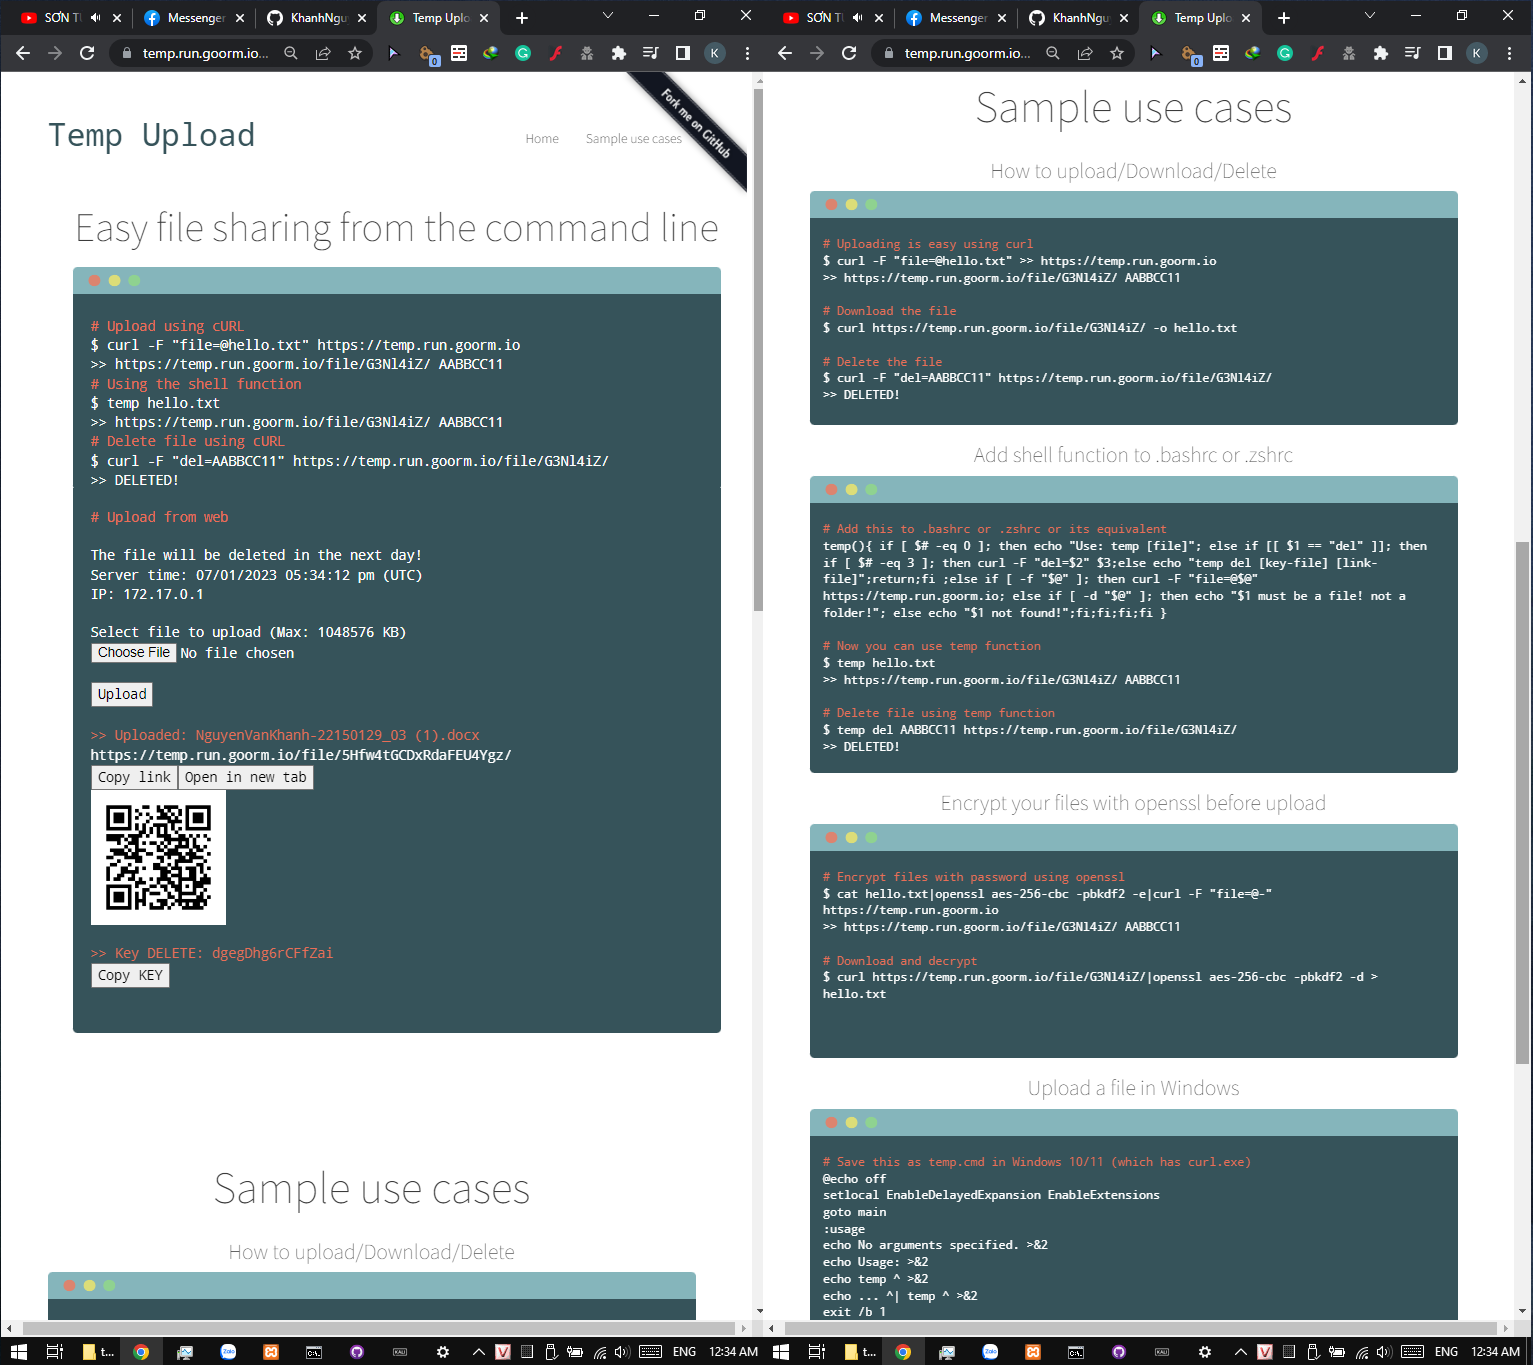 SƠN T
Messenger
KhanhNgu
Temp Uplo
temp.run.goorm.io...
0
K
Fork me on GitHub
Temp Upload
Home
Sample use cases
Easy file sharing from the command line
# Upload using cURL
$ curl -F "file=@hello.txt" https://temp.run.goorm.io
>> https://temp.run.goorm.io/file/G3Nl4iZ/ AABBCC11
# Using the shell function
$ temp hello.txt
>> https://temp.run.goorm.io/file/G3Nl4iZ/ AABBCC11
# Delete file using cURL
$ curl -F "del=AABBCC11" https://temp.run.goorm.io/file/G3Nl4iZ/
>> DELETED!
# Upload from web
The file will be deleted in the next day!
Server time: 07/01/2023 05:34:12 pm (UTC)
IP: 172.17.0.1
Select file to upload (Max: 1048576 KB)
Choose File No file chosen
Upload
>> Uploaded: NguyenVanKhanh-22150129_03 (1).docx
https://temp.run.goorm.io/file/5Hfw4tGCDxRdaFEU4Ygz/
Copy link Open in new tab
>> Key DELETE: dgegDhg6rCFfZai
Copy KEY
Sample use cases
How to upload/Download/Delete
t...
ENG
12:34 AM
SƠN T
Messenger
KhanhNgu
Temp Uplo
temp.run.goorm.io...
0
K
Sample use cases
How to upload/Download/Delete
# Uploading is easy using curl
$ curl -F "file=@hello.txt" >> https://temp.run.goorm.io
>> https://temp.run.goorm.io/file/G3Nl4iZ/ AABBCC11
# Download the file
$ curl https://temp.run.goorm.io/file/G3Nl4iZ/ -o hello.txt
# Delete the file
$ curl -F "del=AABBCC11" https://temp.run.goorm.io/file/G3Nl4iZ/
>> DELETED!
Add shell function to .bashrc or .zshrc
# Add this to .bashrc or .zshrc or its equivalent
temp(){ if [ $# -eq 0 ]; then echo "Use: temp [file]"; else if [[ $1 == "del" ]]; then
if [ $# -eq 3 ]; then curl -F "del=$2" $3;else echo "temp del [key-file] [link-
file]";return;fi ;else if [ -f "$@" ]; then curl -F "file=@$@"
https://temp.run.goorm.io; else if [ -d "$@" ]; then echo "$1 must be a file! not a
folder!"; else echo "$1 not found!";fi;fi;fi;fi }
# Now you can use temp function
$ temp hello.txt
>> https://temp.run.goorm.io/file/G3Nl4iZ/ AABBCC11
# Delete file using temp function
$ temp del AABBCC11 https://temp.run.goorm.io/file/G3Nl4iZ/
>> DELETED!
Encrypt your files with openssl before upload
# Encrypt files with password using openssl
$ cat hello.txt|openssl aes-256-cbc -pbkdf2 -e|curl -F "file=@-"
https://temp.run.goorm.io
>> https://temp.run.goorm.io/file/G3Nl4iZ/ AABBCC11
# Download and decrypt
$ curl https://temp.run.goorm.io/file/G3Nl4iZ/|openssl aes-256-cbc -pbkdf2 -d >
hello.txt
Upload a file in Windows
# Save this as temp.cmd in Windows 10/11 (which has curl.exe)
@echo off
setlocal EnableDelayedExpansion EnableExtensions
goto main
:usage
echo No arguments specified. >&2
echo Usage: >&2
echo temp ^ >&2
echo ... ^| temp ^ >&2
exit /b 1
t...
ENG
12:34 AM